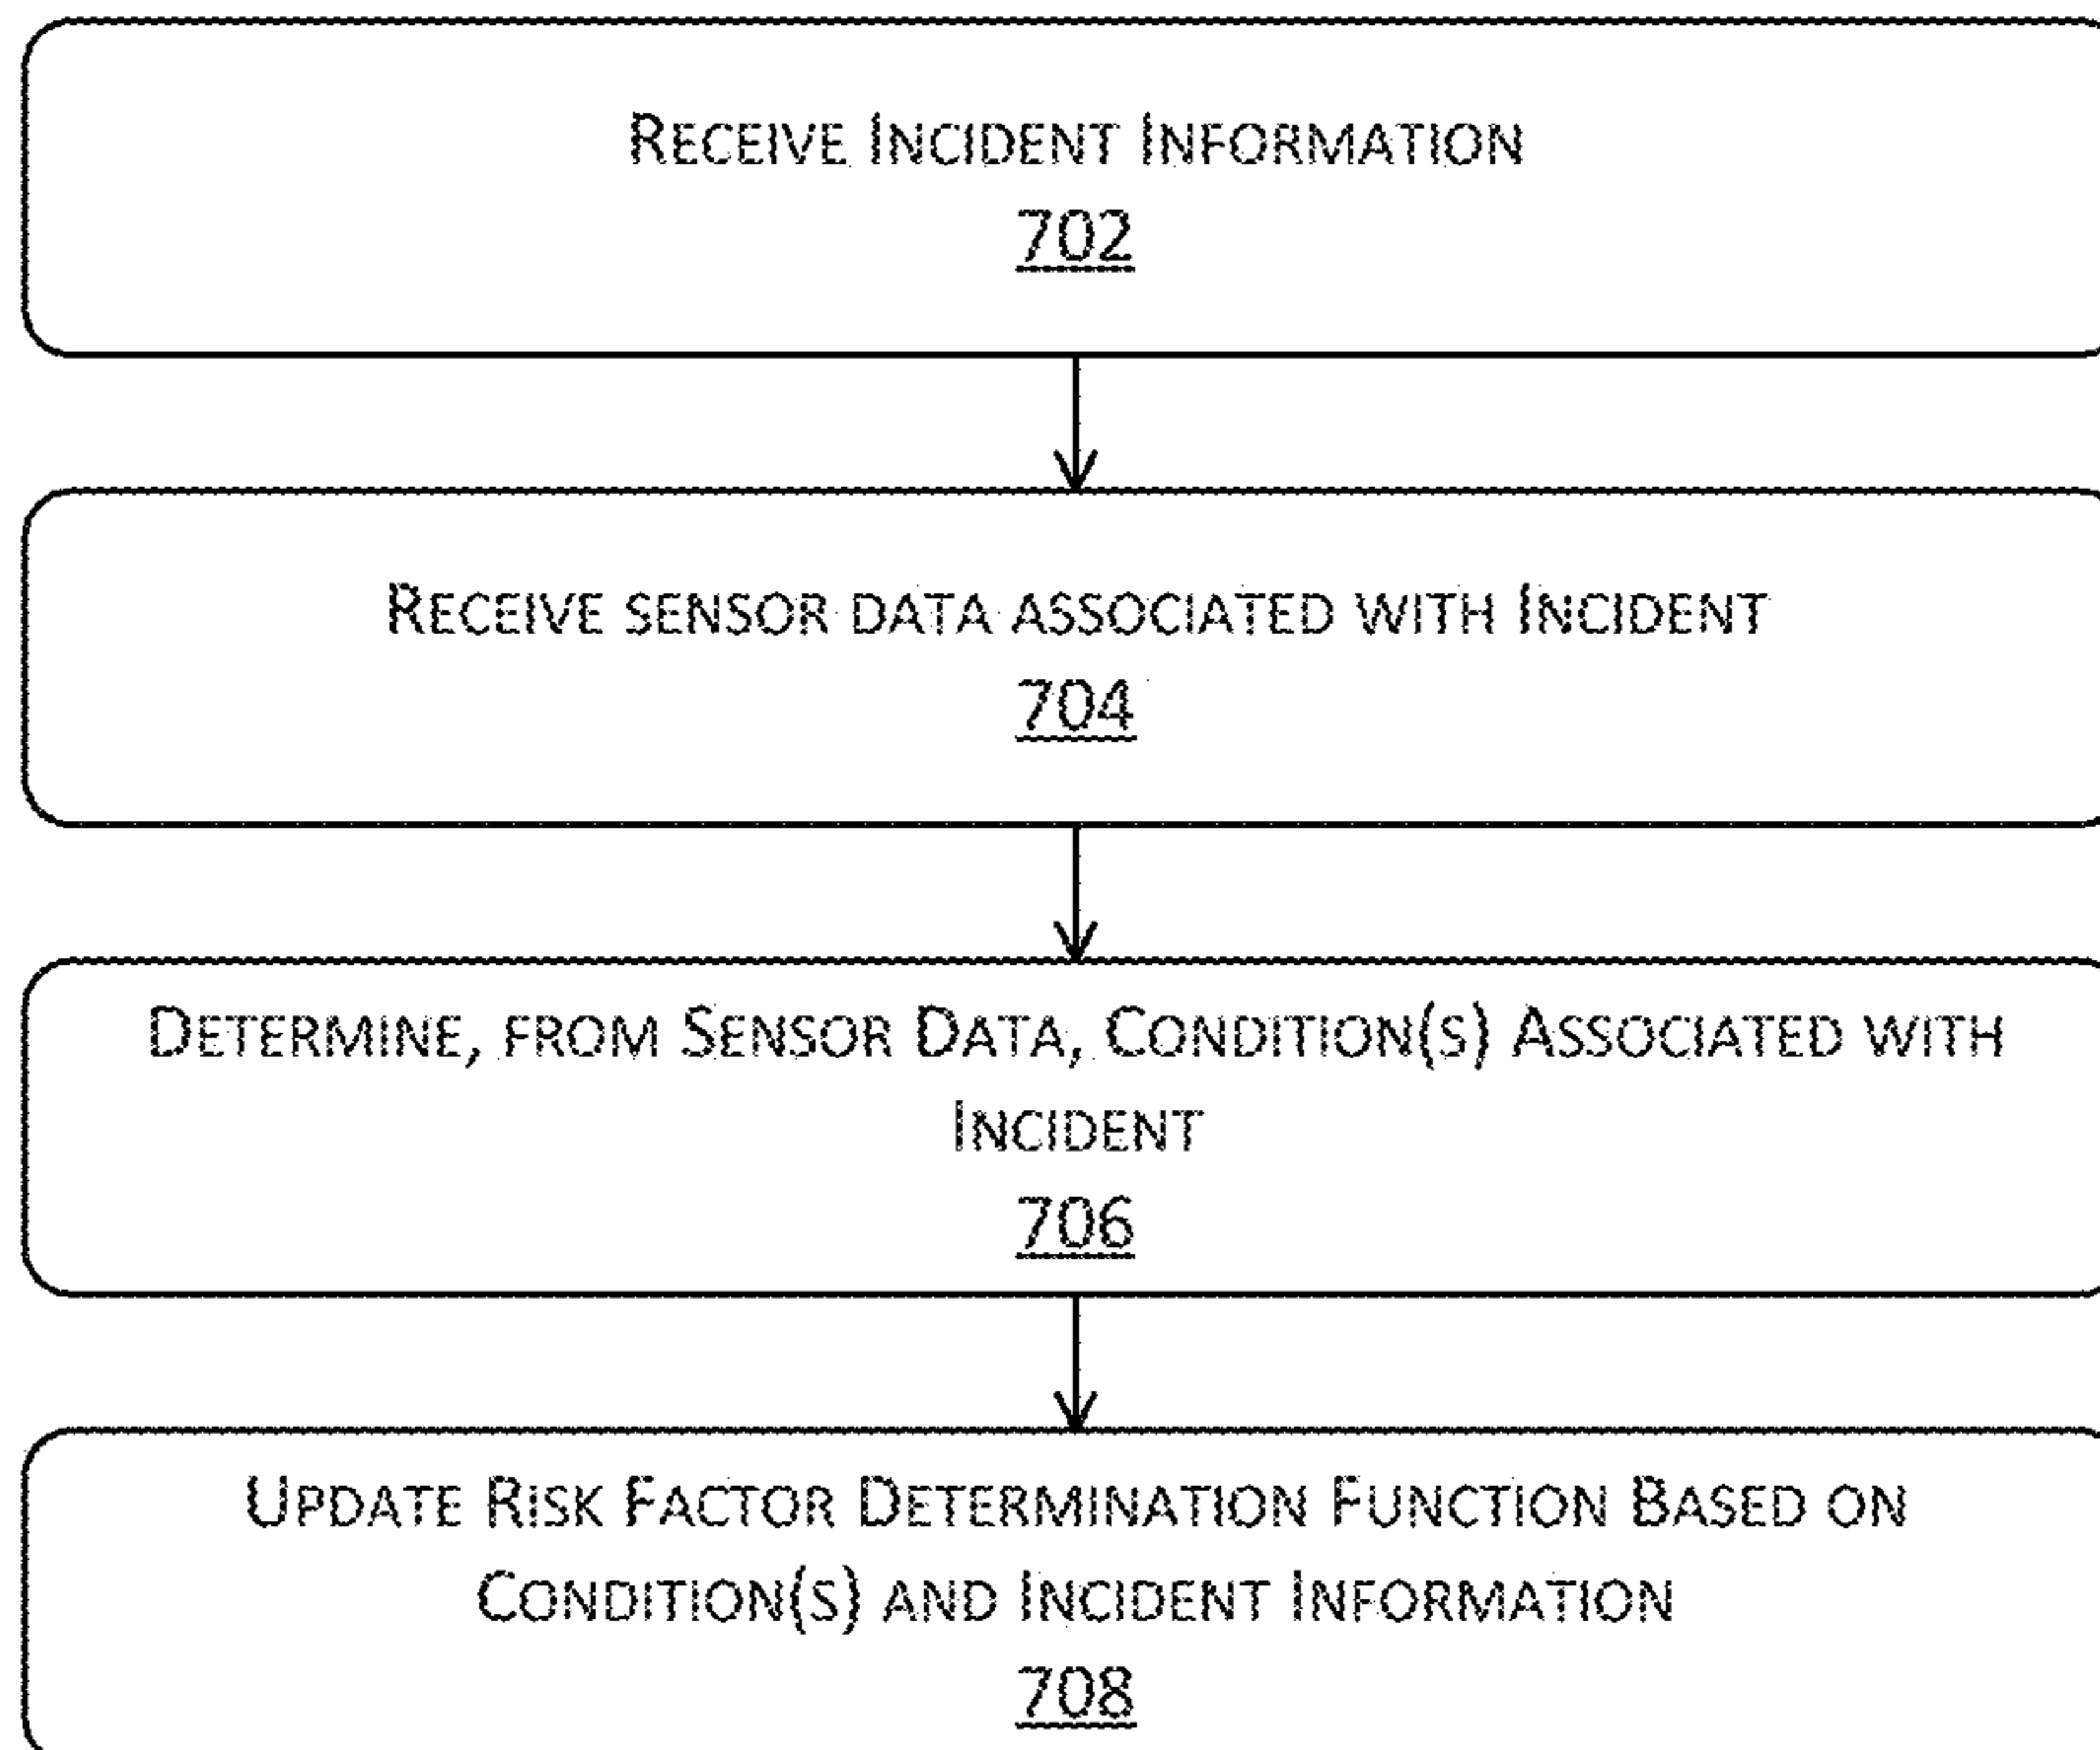 RECEIVE INCIDENT INFORMATION
702
RECEIVE SENSOR DATA ASSOCIATED WITH INCIDENT
704
DETERMINE, FROM SENSOR DATA, CONDITION(S) ASSOCIATED WITH
INCIDENT
706
UPDATE RISK FACTOR DETERMINATION FUNCTION BASED ON
CONDITION(S) AND INCIDENT INFORMATION
708